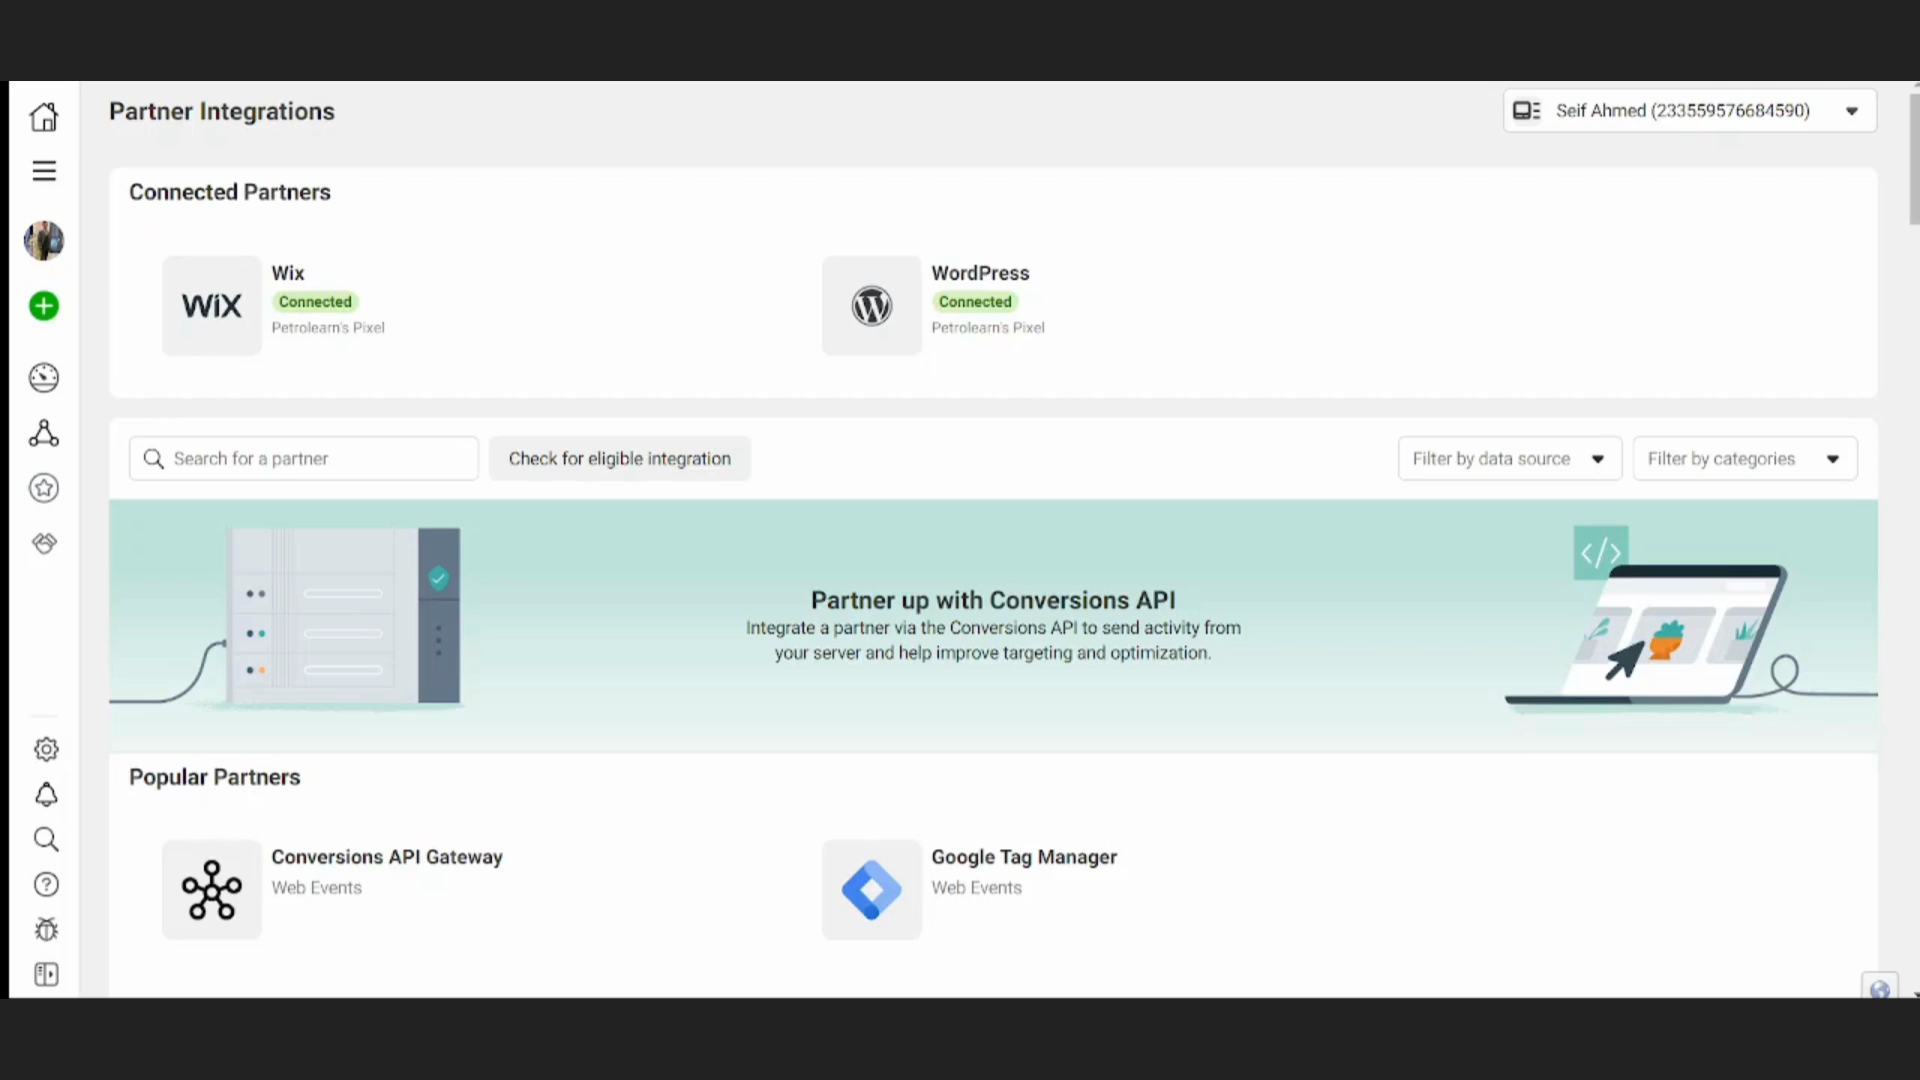 Partner Integrations
Seif Ahmed (233559576684590)
Connected Partners
WiX
Wix
Connected
Petrolearn's Pixel
WordPress
Connected
Petrolearn's Pixel
Search for a partner
Check for eligible integration
Filter by data source
Filter by categories
</>
Partner up with Conversions API
Integrate a partner via the Conversions API to send activity from
your server and help improve targeting and optimization.
Popular Partners
Conversions API Gateway
Web Events
Google Tag Manager
Web Events